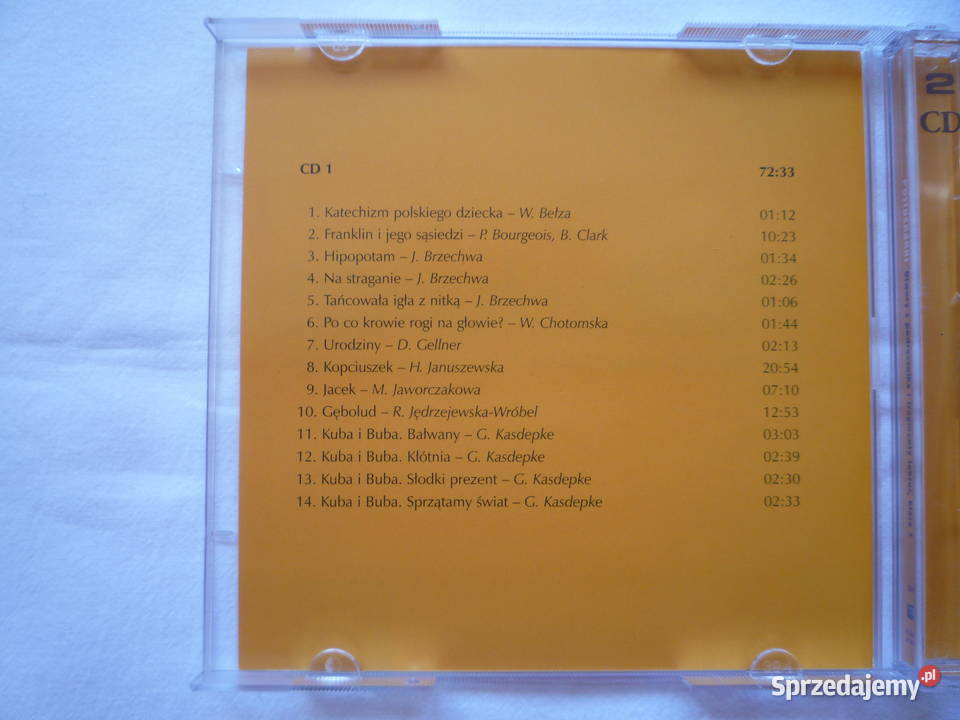 CD 1 72:33
1. Katechizm polskiego dziecka – W. Bełza 01:12
2. Franklin i jego sąsiedzi – P. Bourgeois, B. Clark 10:23
3. Hipopotam – J. Brzechwa 01:34
4. Na straganie – J. Brzechwa 02:26
5. Tańcowała igła z nitką – J. Brzechwa 01:06
6. Po co krowie rogi na głowie? – W. Chotomska 01:44
7. Urodziny – D. Gellner 02:13
8. Kopciuszek – H. Januszewska 20:54
9. Jacek – M. Jaworczakowa 07:10
10. Gębolud – R. Jędrzejewska-Wróbel 12:53
11. Kuba i Buba. Bałwany – G. Kasdepke 03:03
12. Kuba i Buba. Kłótnia – G. Kasdepke 02:39
13. Kuba i Buba. Słodki prezent – G. Kasdepke 02:30
14. Kuba i Buba. Sprzątamy świat – G. Kasdepke 02:33
2
CD
Sprzedajemy.pl